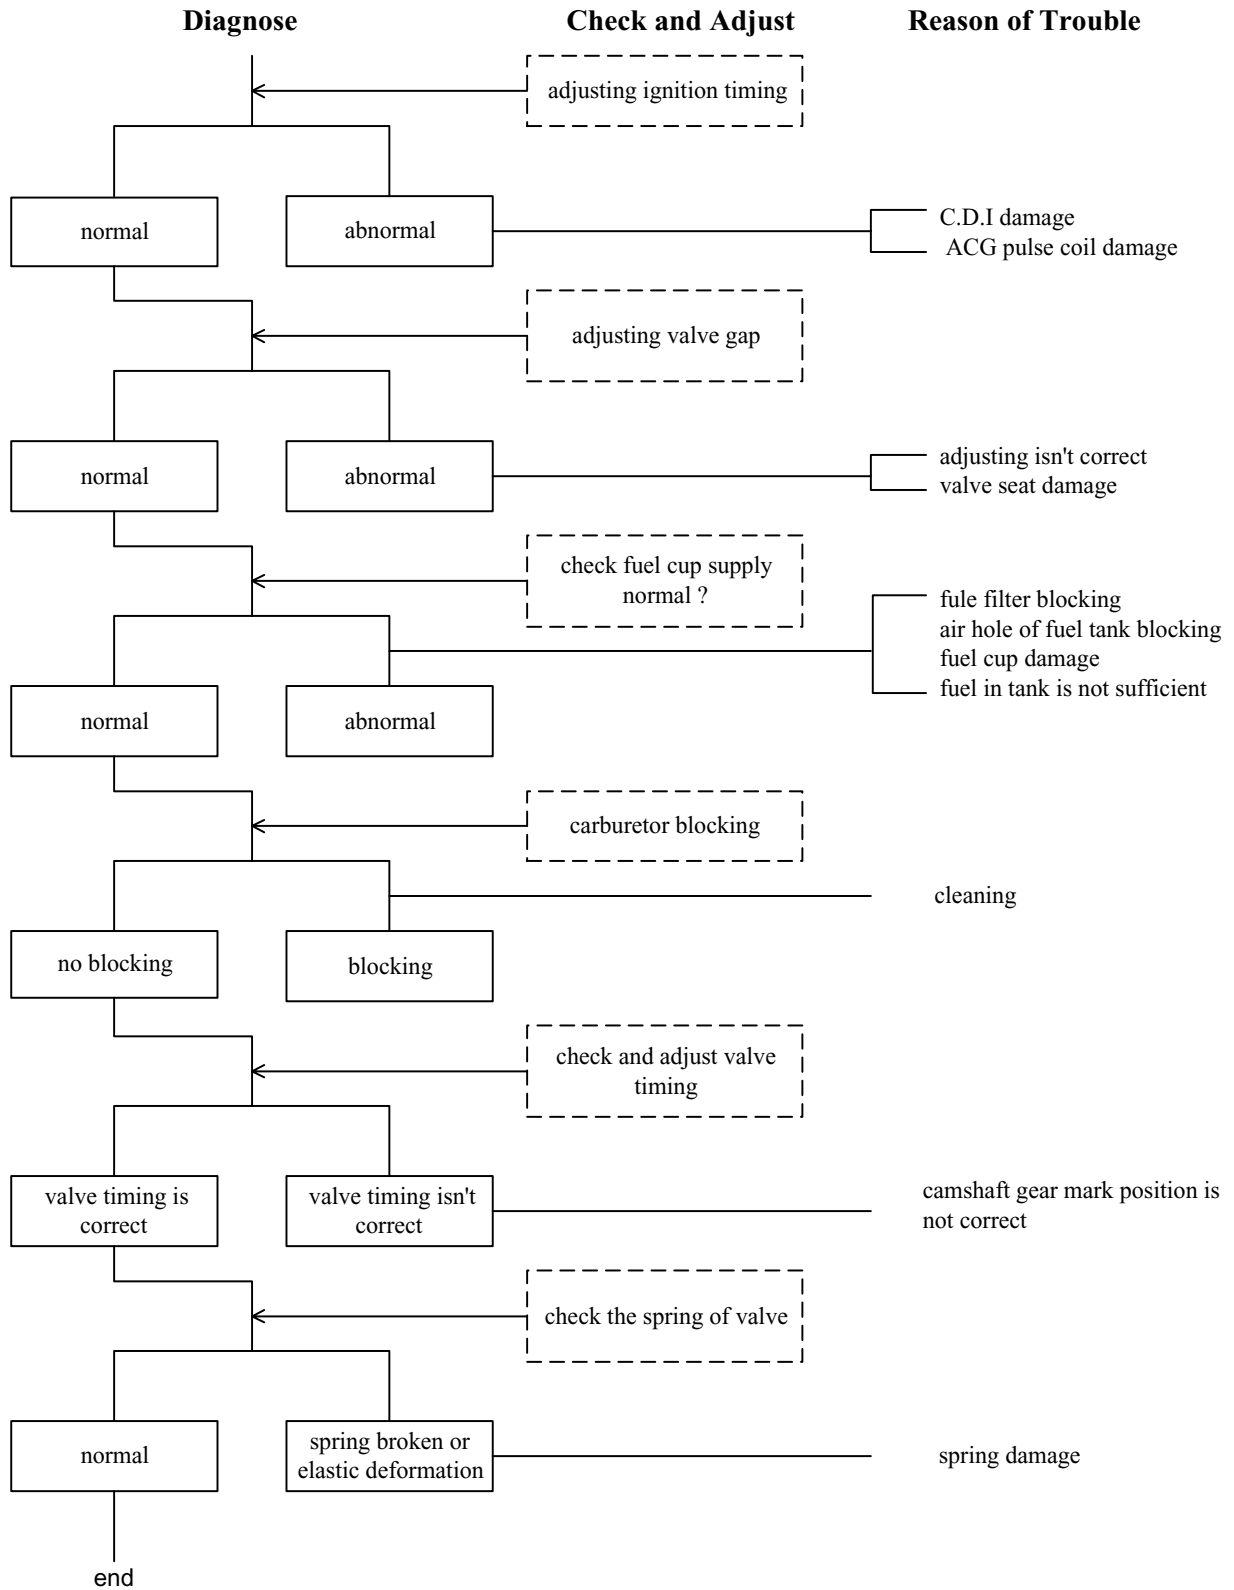 Diagnose
Check and Adjust
Reason of Trouble
adjusting ignition timing
normal
abnormal
C.D.I damage
ACG pulse coil damage
adjusting valve gap
normal
abnormal
adjusting isn't correct
valve seat damage
check fuel cup supply
normal ?
fule filter blocking
air hole of fuel tank blocking
fuel cup damage
fuel in tank is not sufficient
normal
abnormal
carburetor blocking
cleaning
no blocking
blocking
check and adjust valve
timing
valve timing is
correct
valve timing isn't
correct
camshaft gear mark position is
not correct
check the spring of valve
normal
spring broken or
elastic deformation
spring damage
end